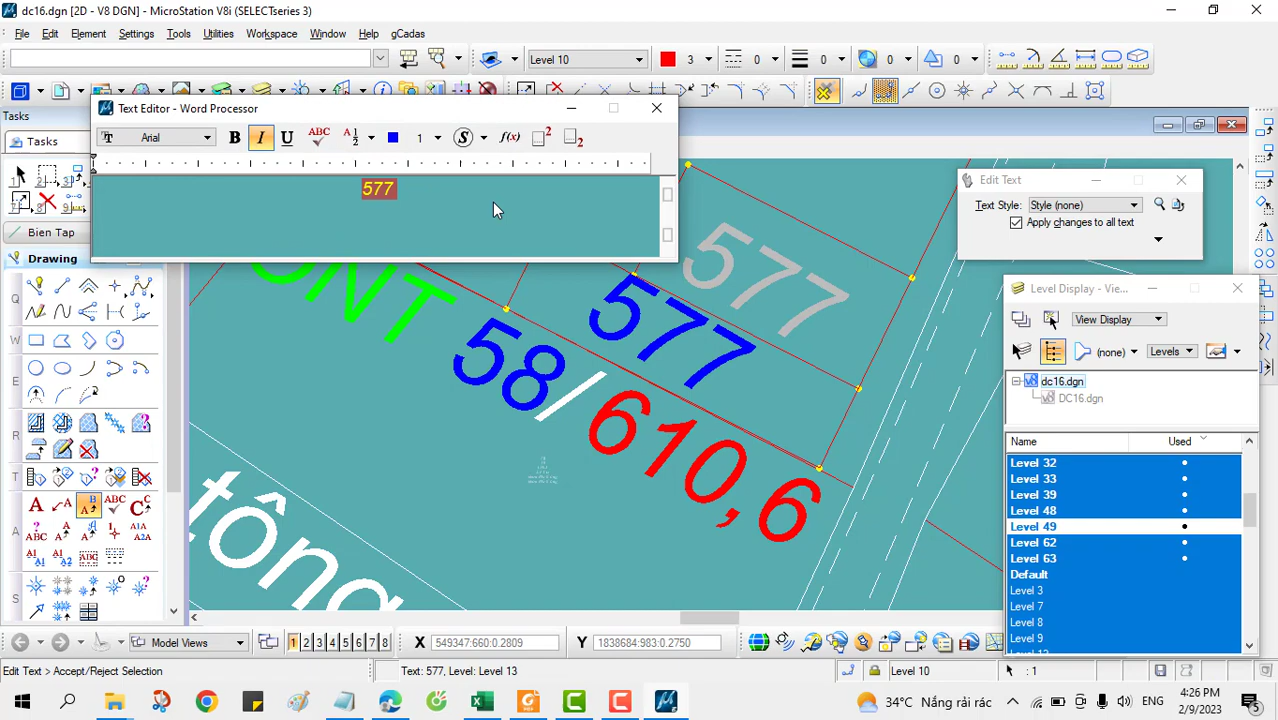 dc16.dgn [2D - V8 DGN] - MicroStation V8i (SELECTseries 3)
File Edit Element Settings Tools Utilities Workspace Window Help gCadas
Level 10 3 0 0 0 0
Text Editor - Word Processor
Tasks
Tasks
Arial B I U ABC 1 S f(x)
577
Edit Text
Text Style: Style (none)
Apply changes to all text
Bien Tap
Drawing
577
577
ONT 58/ 610,6
tông
Level Display - Vie...
View Display
(none) Levels
dc16.dgn
DC16.dgn
Name Used
Level 32
Level 33
Level 39
Level 48
Level 49
Level 62
Level 63
Default
Level 3
Level 7
Level 8
Level 9
Q
W
E
R
T
A
S
Model Views 1 2 3 4 5 6 7 8 X 549347:660:0.2809 Y 1838684:983:0.2750
Edit Text > Accept/Reject Selection Text: 577, Level: Level 13 Level 10 : 1
34°C Nắng rải rác ENG 4:26 PM
2/9/2023 5